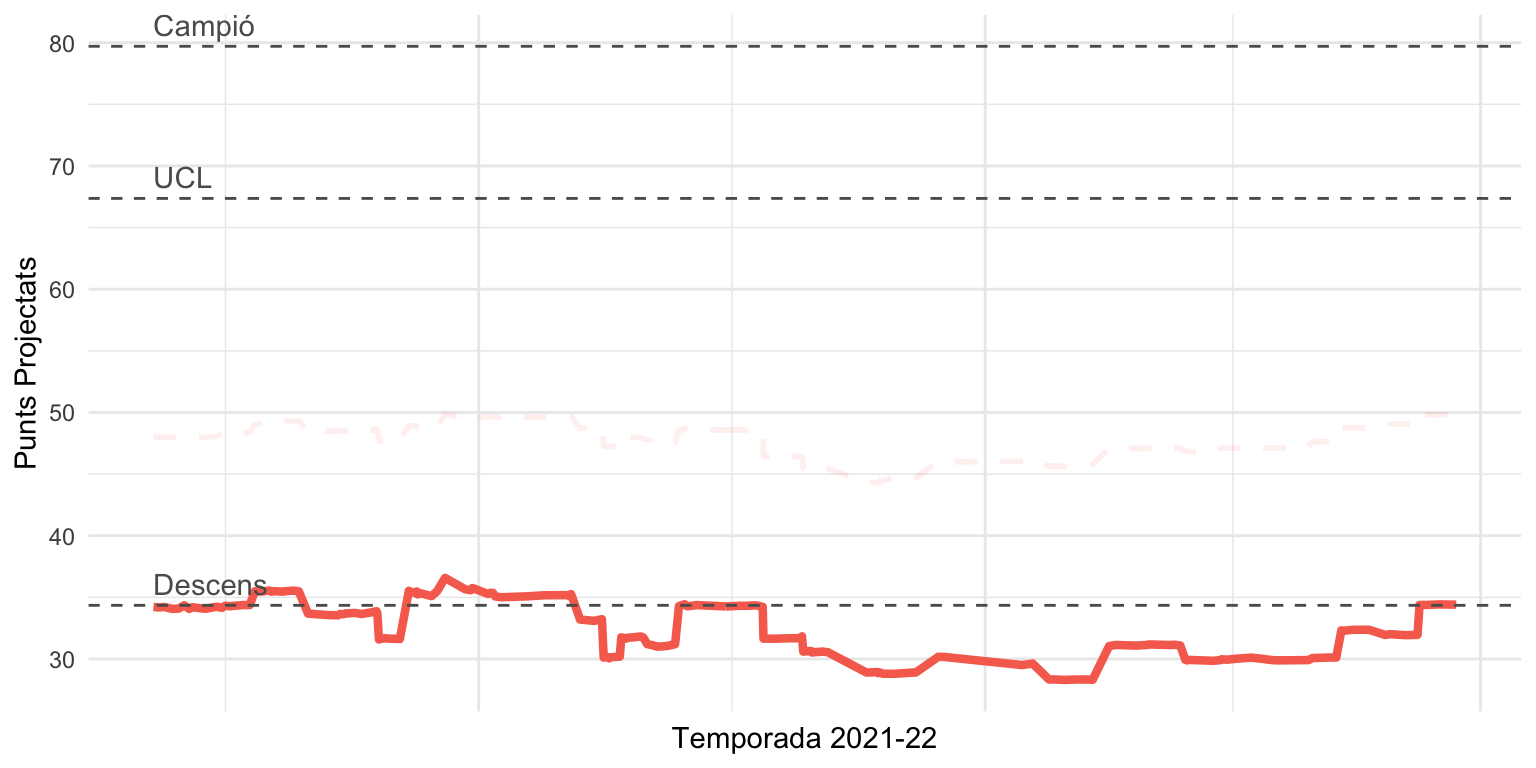 Campió
80
70
UCL
60
Punts Projectats
50
40
Descens
30
Temporada 2021-22